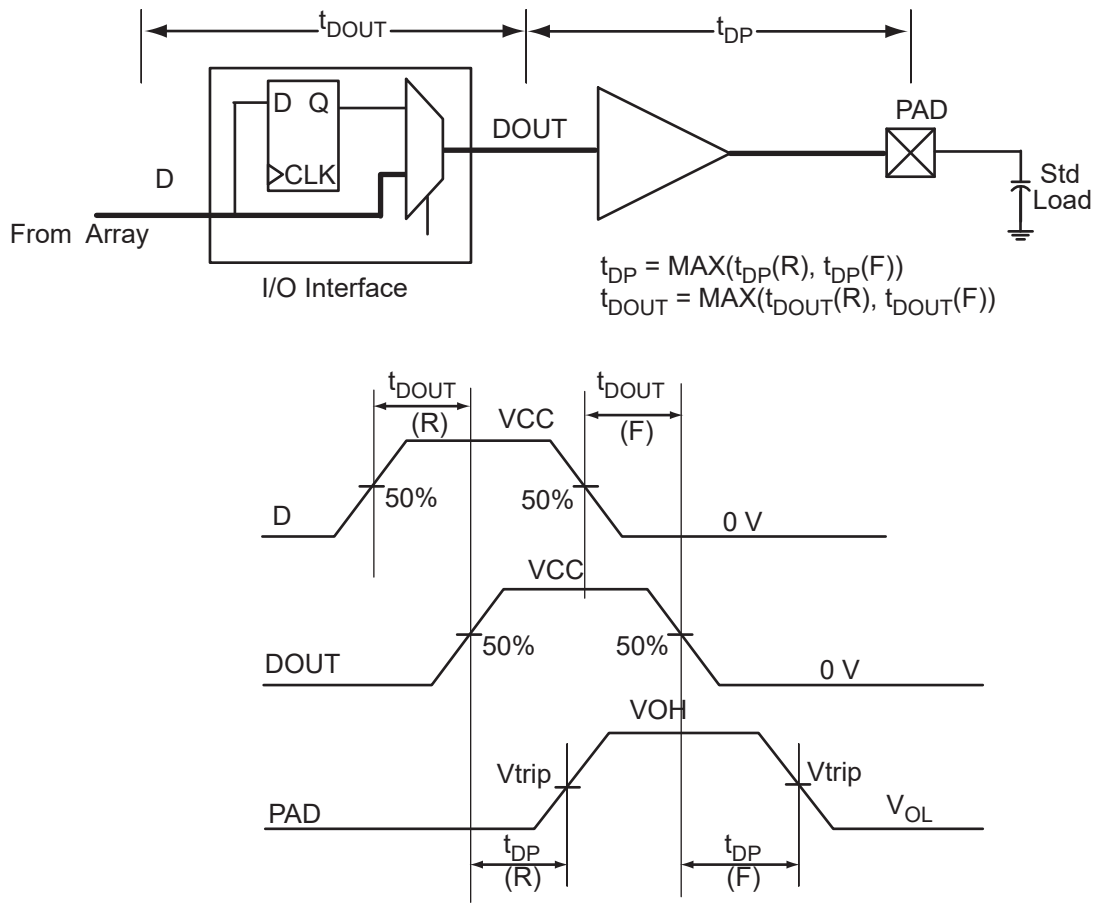 tDOUT
tDP
D Q
CLK
DOUT
PAD
D
Std
Load
From Array
I/O Interface
tDP = MAX(tDP(R), tDP(F))
tDOUT = MAX(tDOUT(R), tDOUT(F))
tDOUT
(R)
VCC
tDOUT
(F)
50%
50%
D
0 V
VCC
50%
50%
DOUT
0 V
VOH
Vtrip
Vtrip
PAD
VOL
tDP
(R)
tDP
(F)